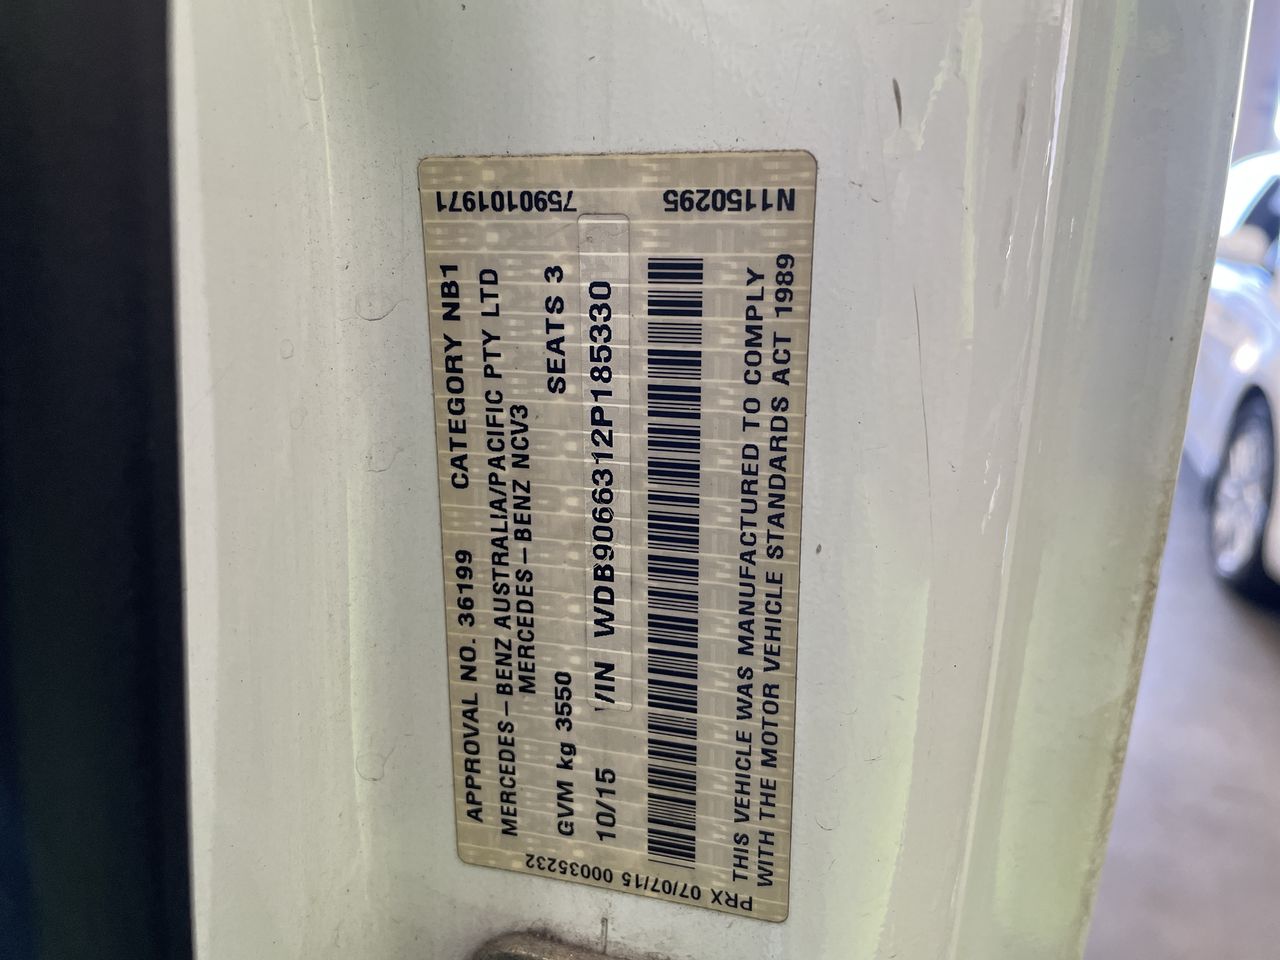 7590101971 N1150295
APPROVAL NO. 36199 CATEGORY NB1
MERCEDES-BENZ AUSTRALIA/PACIFIC PTY LTD
MERCEDES-BENZ NCV3
GVM kg 3550 SEATS 3
10/15 VIN WDB9066312P185330
THIS VEHICLE WAS MANUFACTURED TO COMPLY
WITH THE MOTOR VEHICLE STANDARDS ACT 1989
PRX 07/07/15 00035232